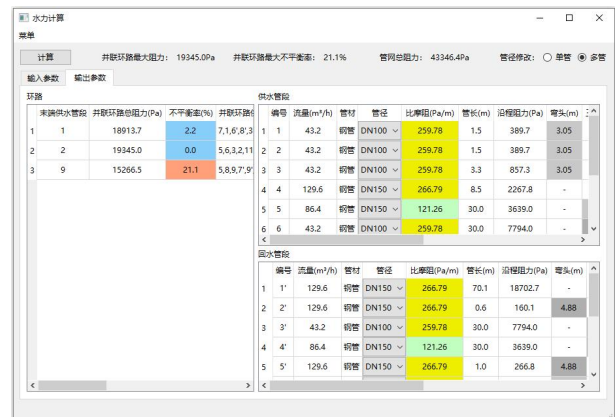 水力计算
菜单
计算 并联环路最大阻力: 19345.0Pa 并联环路最大不平衡率: 21.1% 管网总阻力: 43346.4Pa 管径修改: 单管 多管
输入参数 输出参数
环路
末端供水管段 并联环路总阻力(Pa) 不平衡率(%) 并联环路
1 1 18913.7 2.2 7,1,6',8',3
2 2 19345.0 0.0 5,6,3,2,11
3 9 15266.5 21.1 5,8,9,7',9'
供水管段
编号 流量(m³/h) 管材 管径 比摩阻(Pa/m) 管长(m) 沿程阻力(Pa) 弯头(m)
1 1 43.2 钢管 DN100 259.78 1.5 389.7 3.05
2 2 43.2 钢管 DN100 259.78 1.5 389.7 3.05
3 3 43.2 钢管 DN100 259.78 3.3 857.3 3.05
4 4 129.6 钢管 DN150 266.79 8.5 2267.8 -
5 5 86.4 钢管 DN150 121.26 30.0 3639.0 -
6 6 43.2 钢管 DN100 259.78 30.0 7794.0 -
回水管段
编号 流量(m³/h) 管材 管径 比摩阻(Pa/m) 管长(m) 沿程阻力(Pa) 弯头(m)
1 1' 129.6 钢管 DN150 266.79 70.1 18702.7 -
2 2' 129.6 钢管 DN150 266.79 0.6 160.1 4.88
3 3' 43.2 钢管 DN100 259.78 30.0 7794.0 -
4 4' 86.4 钢管 DN150 121.26 30.0 3639.0 -
5 5' 129.6 钢管 DN150 266.79 1.0 266.8 4.88